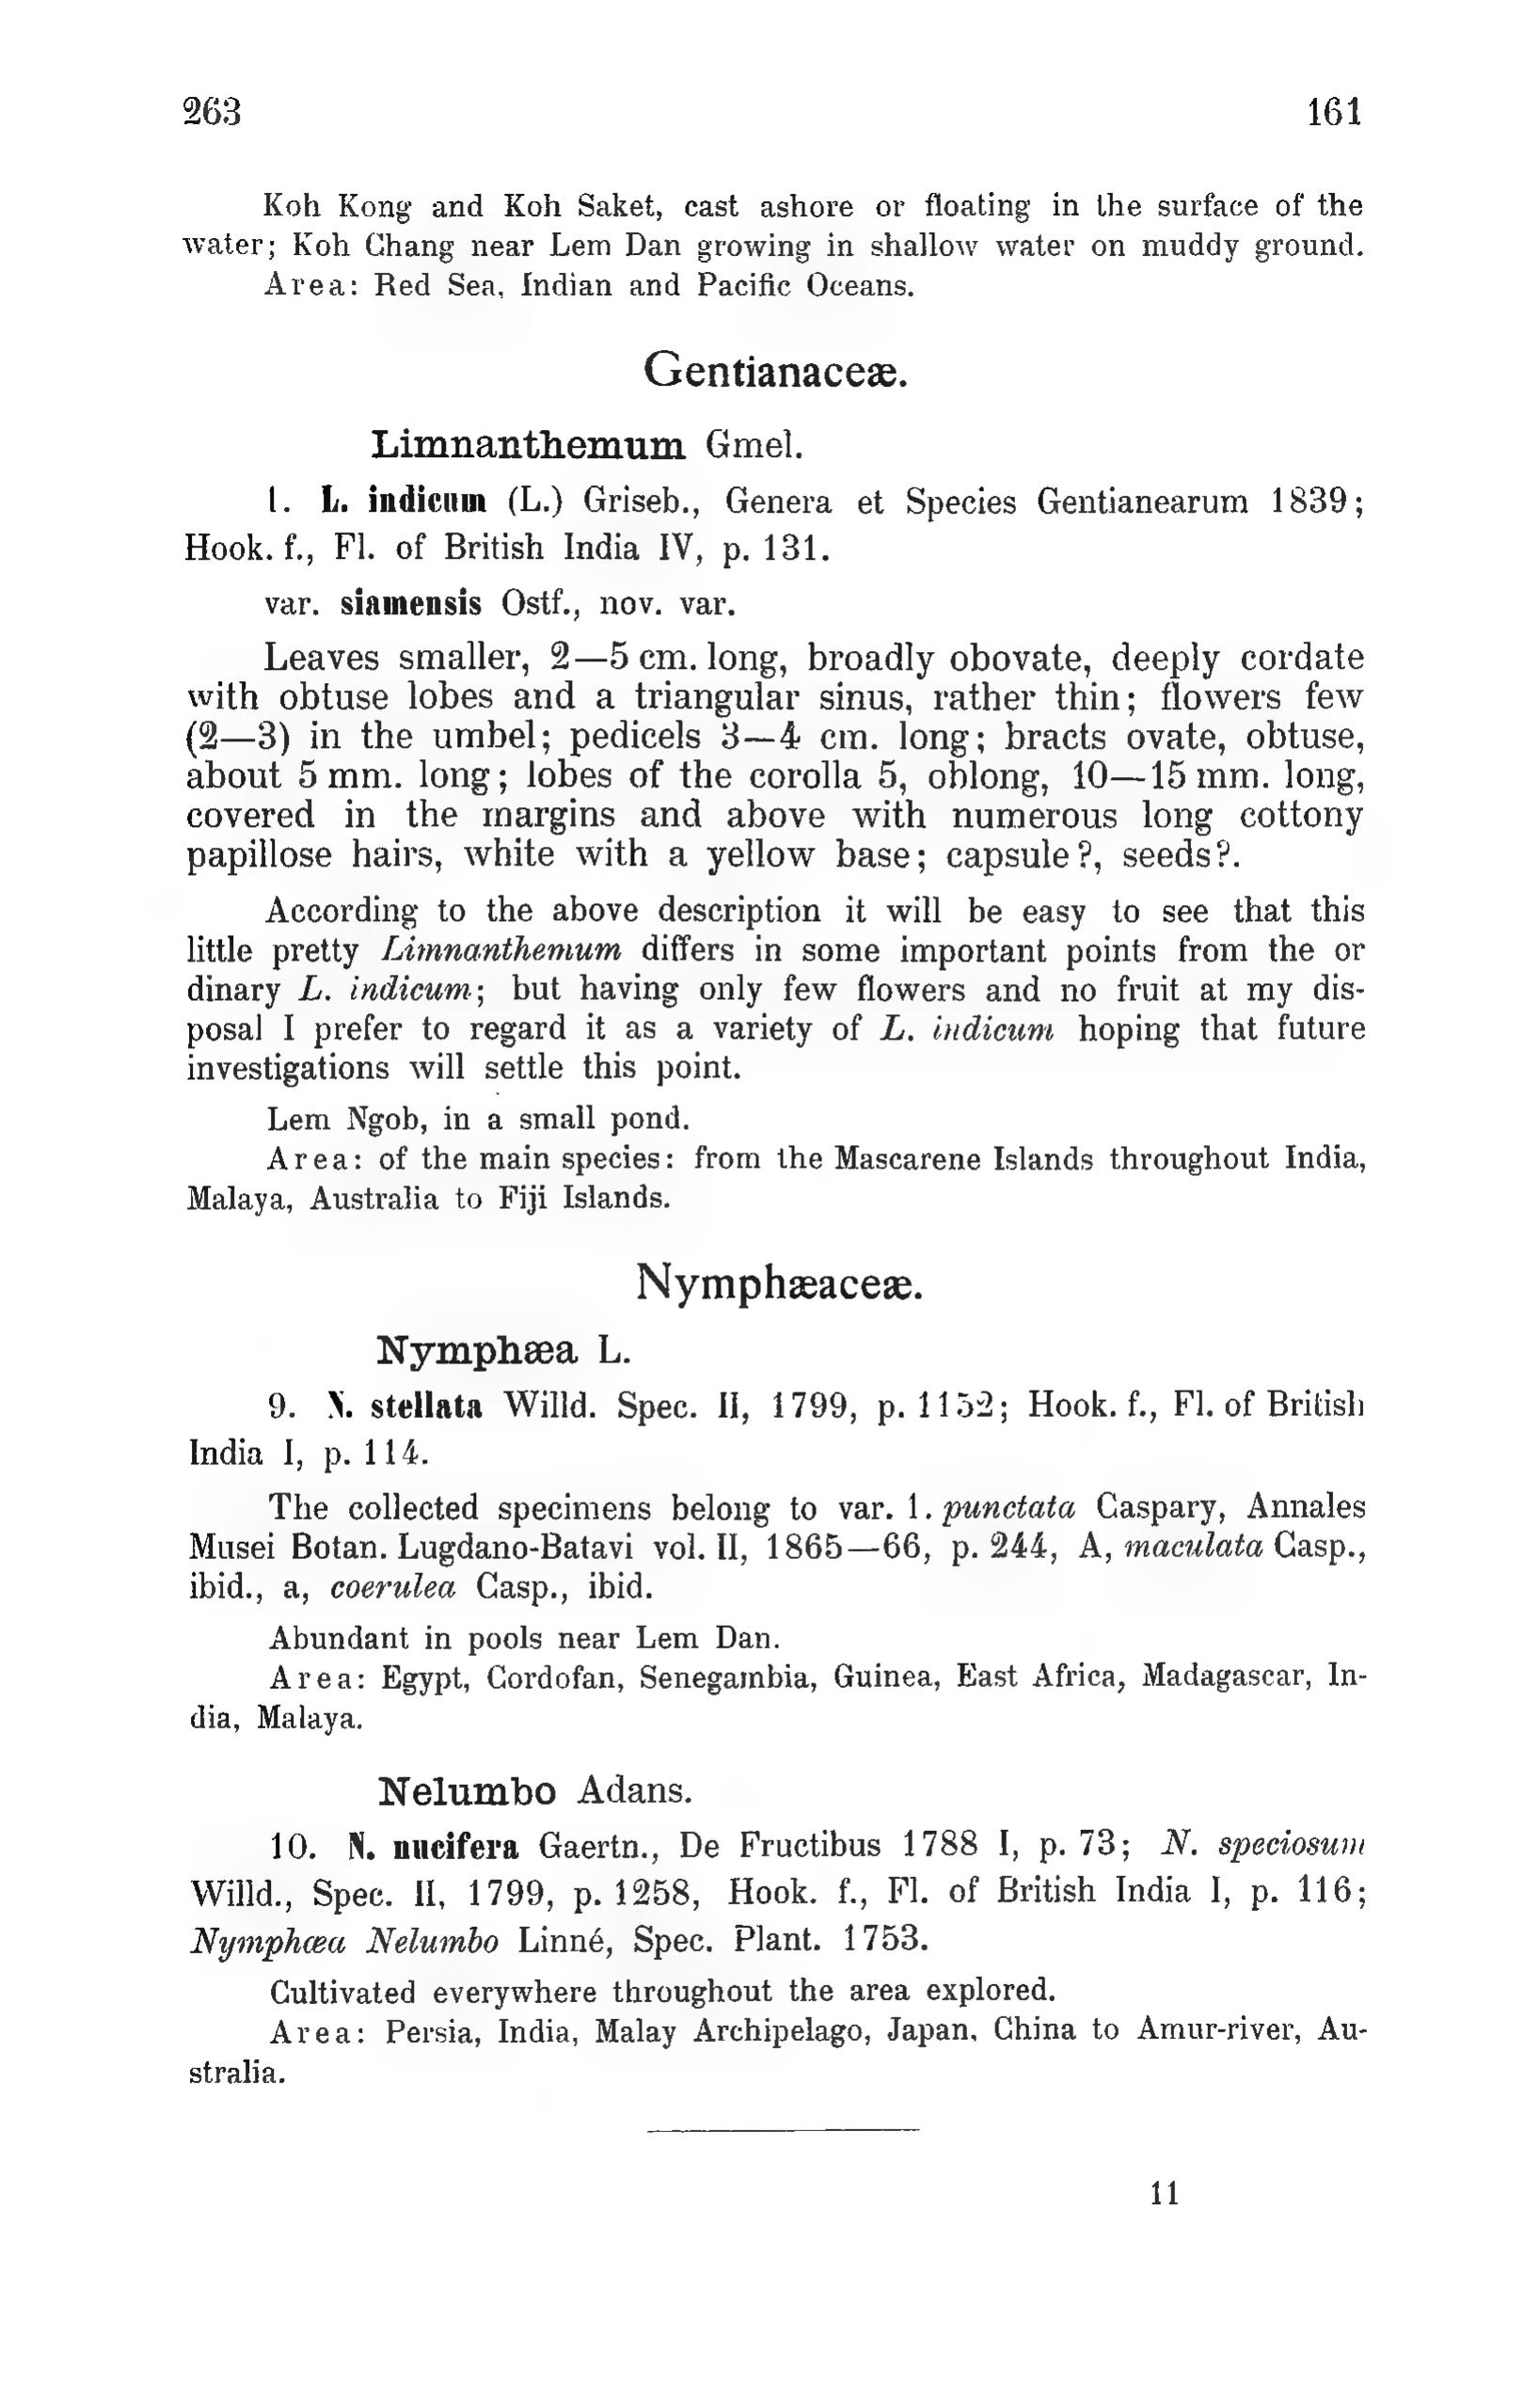 263 161
Koh Kong and Koh Saket, cast ashore or floating in the surface of the
water; Koh Chang near Lem Dan growing in shallow water on muddy ground.
Area: Red Sea, Indian and Pacific Oceans.
Gentianaceæ.
Limnanthemum Gmel.
1. L. indicum (L.) Griseb., Genera et Species Gentianearum 1839;
Hook. f., Fl. of British India IV, p. 131.
var. siamensis Ostf., nov. var.
Leaves smaller, 2—5 cm. long, broadly obovate, deeply cordate
with obtuse lobes and a triangular sinus, rather thin; flowers few
(2—3) in the umbel; pedicels 3—4 cm. long; bracts ovate, obtuse,
about 5 mm. long; lobes of the corolla 5, oblong, 10—15 mm. long,
covered in the margins and above with numerous long cottony
papillose hairs, white with a yellow base; capsule?, seeds?.
According to the above description it will be easy to see that this
little pretty Limnanthemum differs in some important points from the or
dinary L. indicum; but having only few flowers and no fruit at my dis-
posal I prefer to regard it as a variety of L. indicum hoping that future
investigations will settle this point.
Lem Ngob, in a small pond.
Area: of the main species: from the Mascarene Islands throughout India,
Malaya, Australia to Fiji Islands.
Nymphæaceæ.
Nymphæa L.
9. N. stellata Willd. Spec. II, 1799, p. 1152; Hook. f., Fl. of British
India I, p. 114.
The collected specimens belong to var. 1. punctata Caspary, Annales
Musei Botan. Lugdano-Batavi vol. II, 1865—66, p. 244, A, maculata Casp.,
ibid., a, coerulea Casp., ibid.
Abundant in pools near Lem Dan.
Area: Egypt, Cordofan, Senegambia, Guinea, East Africa, Madagascar, In-
dia, Malaya.
Nelumbo Adans.
10. N. nucifera Gaertn., De Fructibus 1788 I, p. 73; N. speciosum
Willd., Spec. II, 1799, p. 1258, Hook. f., Fl. of British India I, p. 116;
Nymphæa Nelumbo Linné, Spec. Plant. 1753.
Cultivated everywhere throughout the area explored.
Area: Persia, India, Malay Archipelago, Japan, China to Amur-river, Au-
stralia.
11